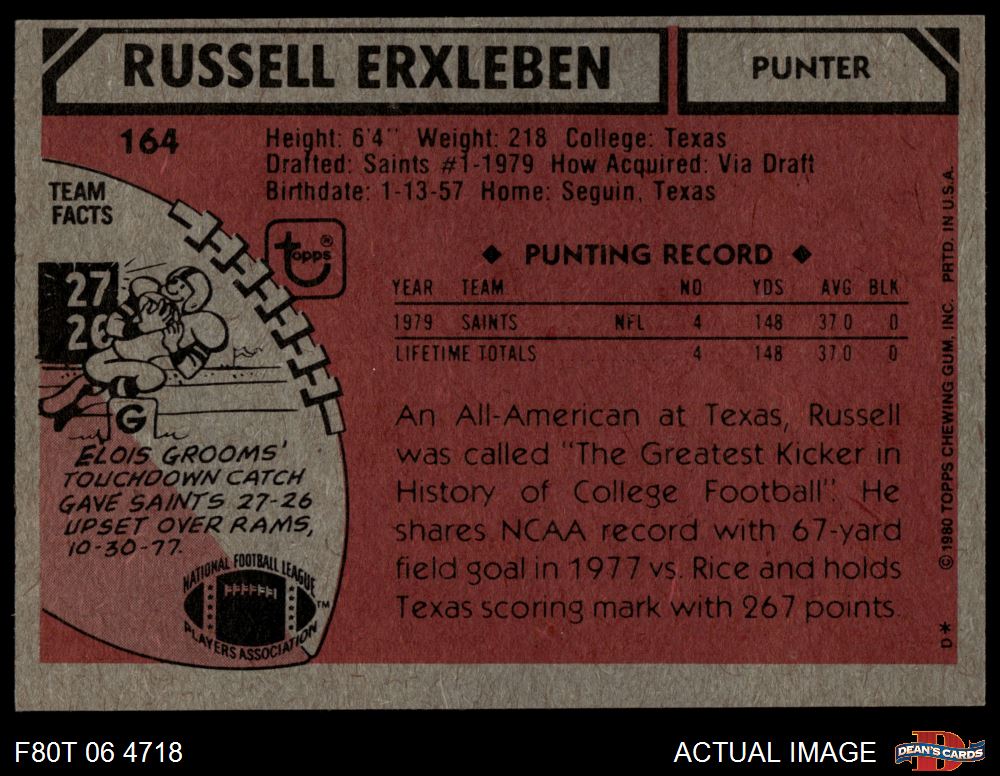 RUSSELL ERXLEBEN
PUNTER
164
Height: 6'4" Weight: 218 College: Texas
Drafted: Saints #1-1979 How Acquired: Via Draft
Birthdate: 1-13-57 Home: Seguin, Texas
TEAM
FACTS
27
26
G
ELOIS GROOMS'
TOUCHDOWN CATCH
GAVE SAINTS 27-26
UPSET OVER RAMS,
10-30-77.
topps®
◆ PUNTING RECORD ◆
YEAR TEAM NO YDS AVG BLK
1979 SAINTS NFL 4 148 37.0 0
LIFETIME TOTALS 4 148 37.0 0
An All-American at Texas, Russell
was called "The Greatest Kicker in
History of College Football". He
shares NCAA record with 67-yard
field goal in 1977 vs. Rice and holds
Texas scoring mark with 267 points.
NATIONAL FOOTBALL LEAGUE
PLAYERS ASSOCIATION
TM
© 1980 TOPPS CHEWING GUM, INC. PRTD. IN U.S.A.
D*
F80T 06 4718
ACTUAL IMAGE
DEAN'S CARDS